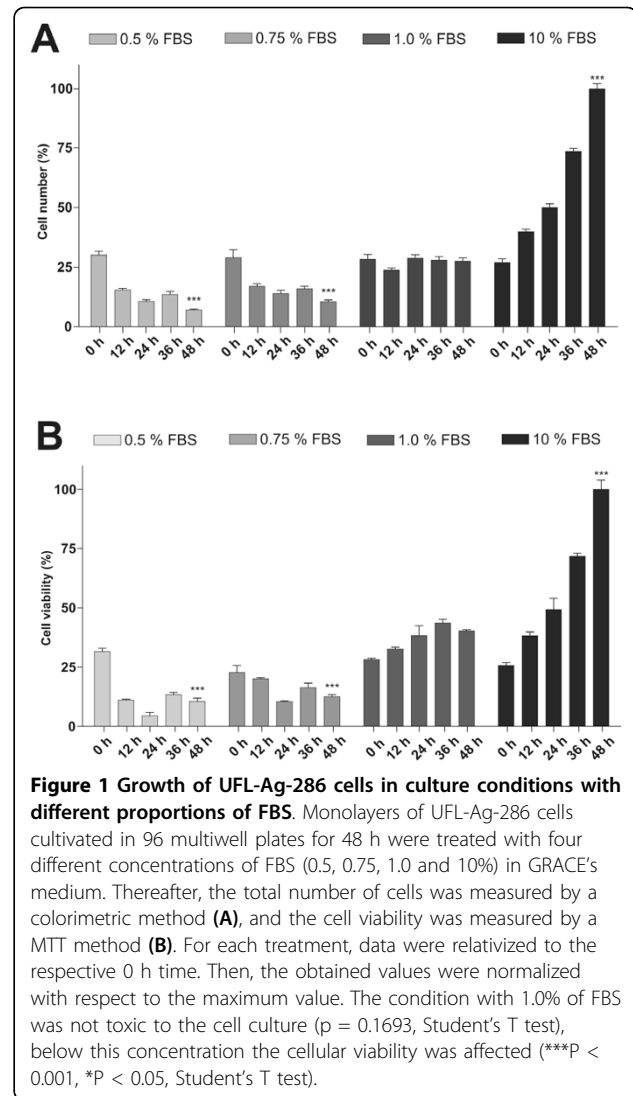 A
0.5 % FBS 0.75 % FBS 1.0 % FBS 10 % FBS
Cell number (%)
100
75
50
25
0
***
***
***
0 h 12 h 24 h 36 h 48 h 0 h 12 h 24 h 36 h 48 h 0 h 12 h 24 h 36 h 48 h 0 h 12 h 24 h 36 h 48 h
B
0.5 % FBS 0.75 % FBS 1.0 % FBS 10 % FBS
Cell viability (%)
100
75
50
25
0
***
***
***
0 h 12 h 24 h 36 h 48 h 0 h 12 h 24 h 36 h 48 h 0 h 12 h 24 h 36 h 48 h 0 h 12 h 24 h 36 h 48 h
Figure 1 Growth of UFL-Ag-286 cells in culture conditions with
different proportions of FBS. Monolayers of UFL-Ag-286 cells
cultivated in 96 multiwell plates for 48 h were treated with four
different concentrations of FBS (0.5, 0.75, 1.0 and 10%) in GRACE's
medium. Thereafter, the total number of cells was measured by a
colorimetric method (A), and the cell viability was measured by a
MTT method (B). For each treatment, data were relativized to the
respective 0 h time. Then, the obtained values were normalized
with respect to the maximum value. The condition with 1.0% of FBS
was not toxic to the cell culture (p = 0.1693, Student's T test),
below this concentration the cellular viability was affected (***P <
0.001, *P < 0.05, Student's T test).